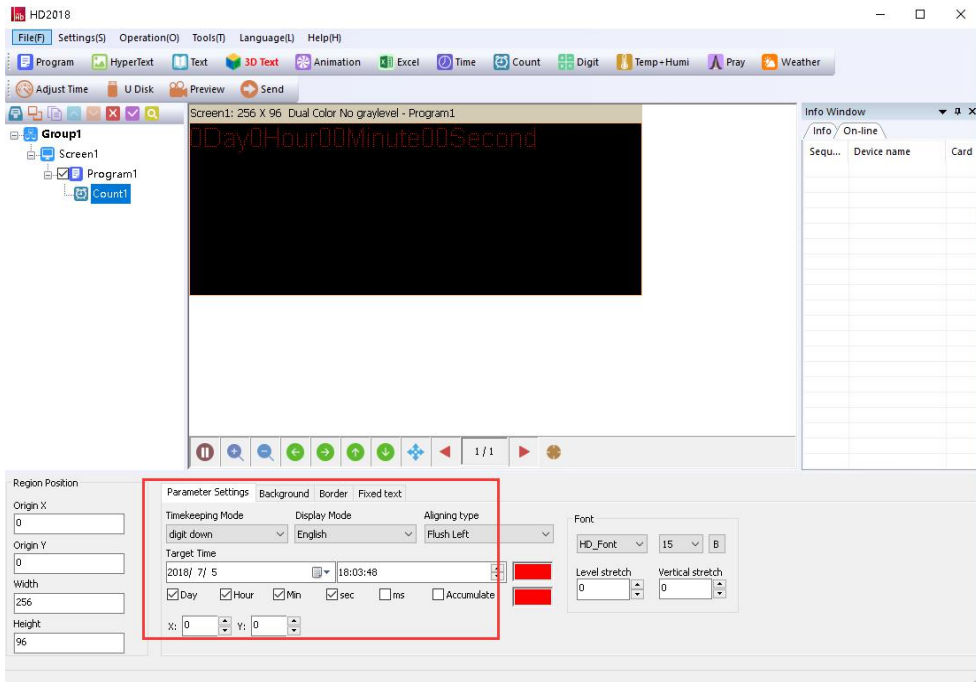 HD2018
File(F) Settings(S) Operation(O) Tools(T) Language(L) Help(H)
Program HyperText Text 3D Text Animation Excel Time Count Digit Temp+Humi Pray Weather
Adjust Time U Disk Preview Send
Group1
Screen1
Program1
Count1
Screen1: 256 X 96 Dual Color No graylevel - Program1
0Day0Hour00Minute00Second
1/1
Info Window
Info On-line
Sequ... Device name Card
Region Position
Origin X
0
Origin Y
0
Width
256
Height
96
Parameter Settings Background Border Fixed text
Timekeeping Mode Display Mode Aligning type
digit down English Flush Left
Target Time
2018/ 7/ 5 18:03:48
Day Hour Min sec ms Accumulate
X: 0 Y: 0
Font
HD_Font 15 B
Level stretch Vertical stretch
0 0